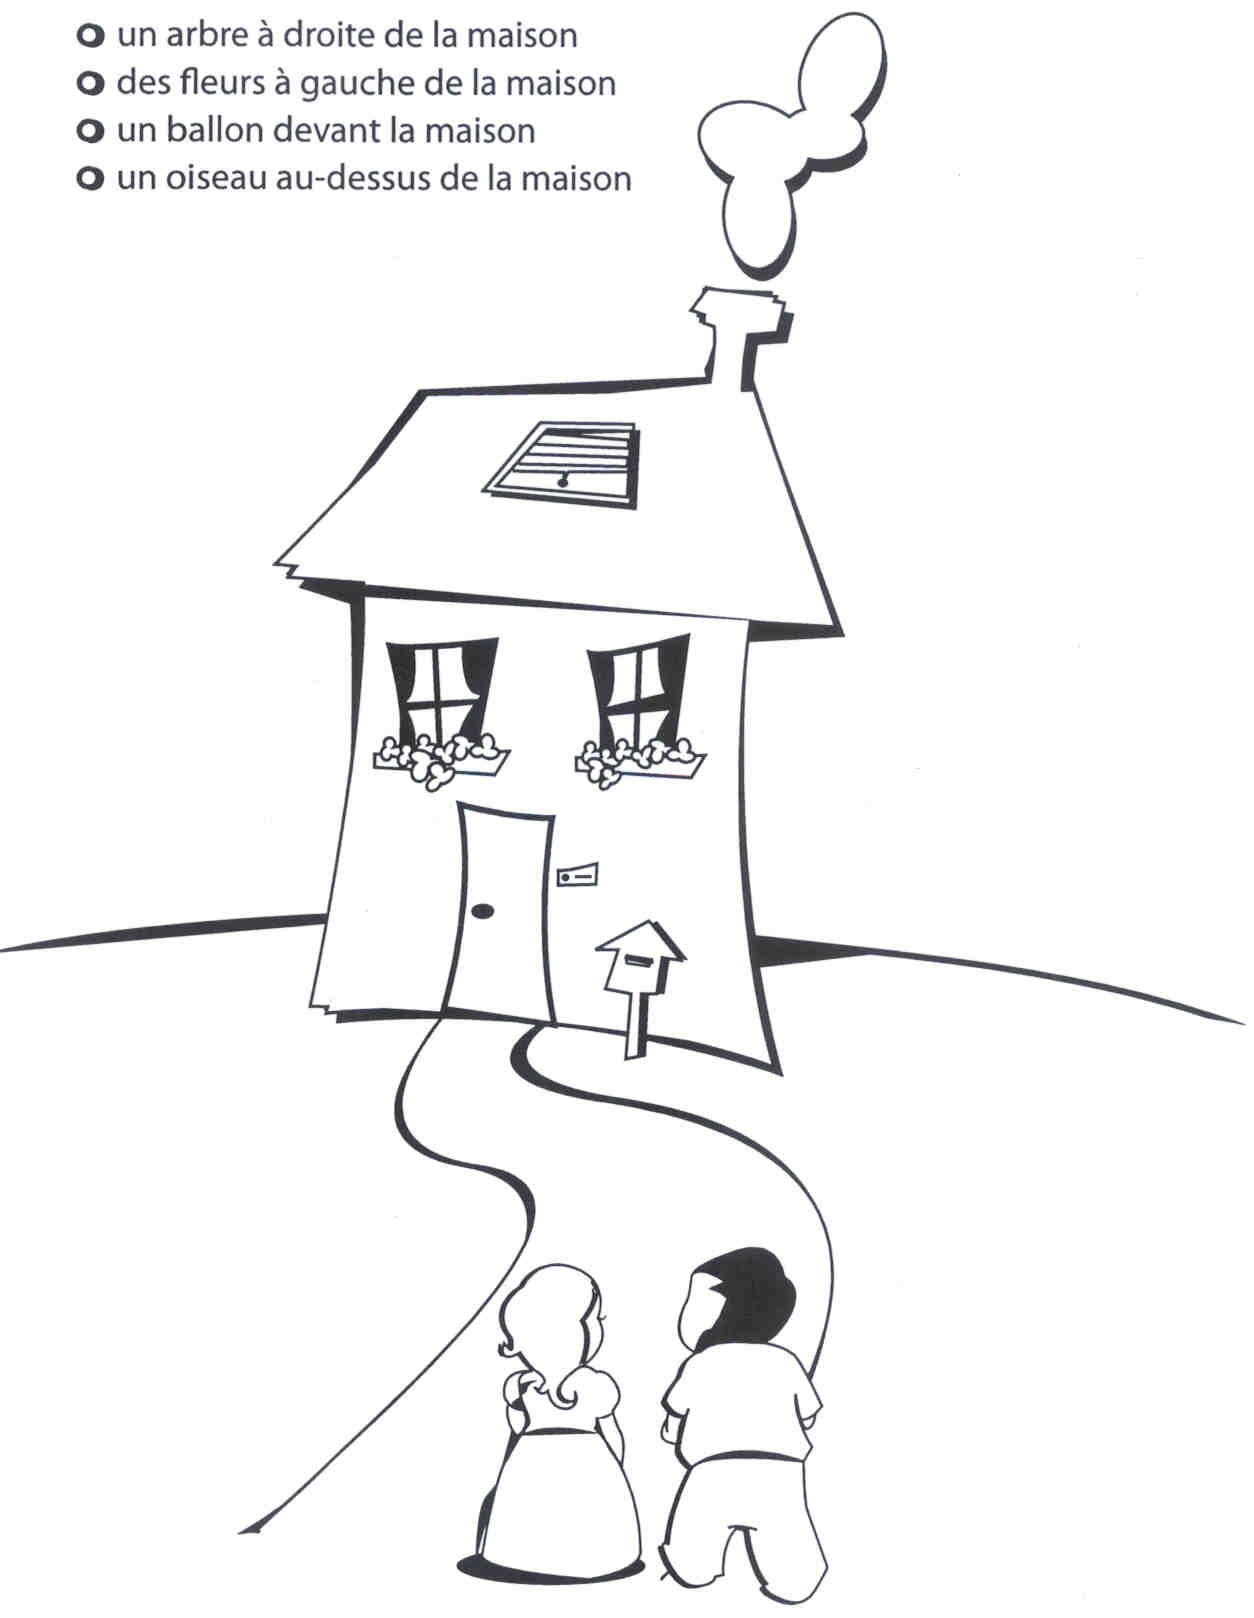 un arbre à droite de la maison
des fleurs à gauche de la maison
un ballon devant la maison
un oiseau au-dessus de la maison